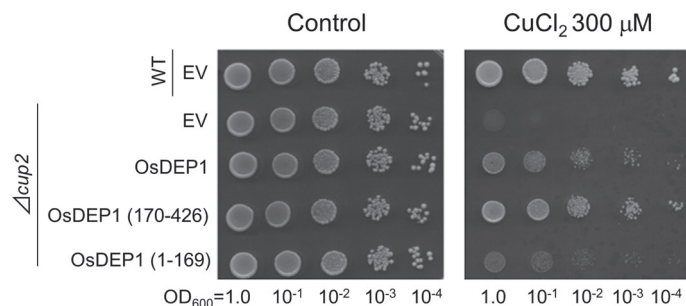 Control CuCl₂ 300 μM
WT EV
Δcup2 EV
OsDEP1
OsDEP1 (170-426)
OsDEP1 (1-169)
OD₆₀₀=1.0 10⁻¹ 10⁻² 10⁻³ 10⁻⁴ 1.0 10⁻¹ 10⁻² 10⁻³ 10⁻⁴